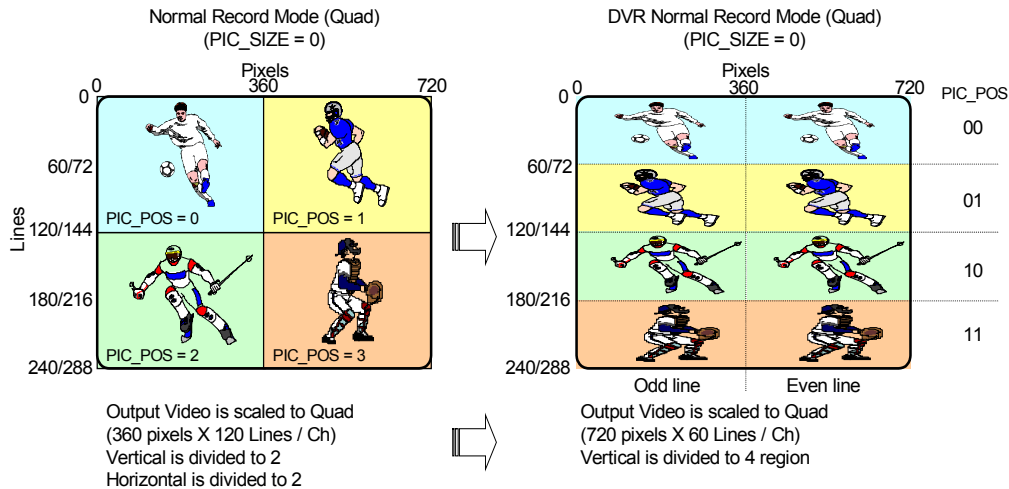 Normal Record Mode (Quad)
(PIC_SIZE = 0)
Pixels
0 360 720
0
60/72
120/144
180/216
240/288
Lines
PIC_POS = 0
PIC_POS = 1
PIC_POS = 2
PIC_POS = 3
Output Video is scaled to Quad
(360 pixels X 120 Lines / Ch)
Vertical is divided to 2
Horizontal is divided to 2
DVR Normal Record Mode (Quad)
(PIC_SIZE = 0)
Pixels
0 360 720
PIC_POS
0
60/72
120/144
180/216
240/288
00
01
10
11
Odd line Even line
Output Video is scaled to Quad
(720 pixels X 60 Lines / Ch)
Vertical is divided to 4 region